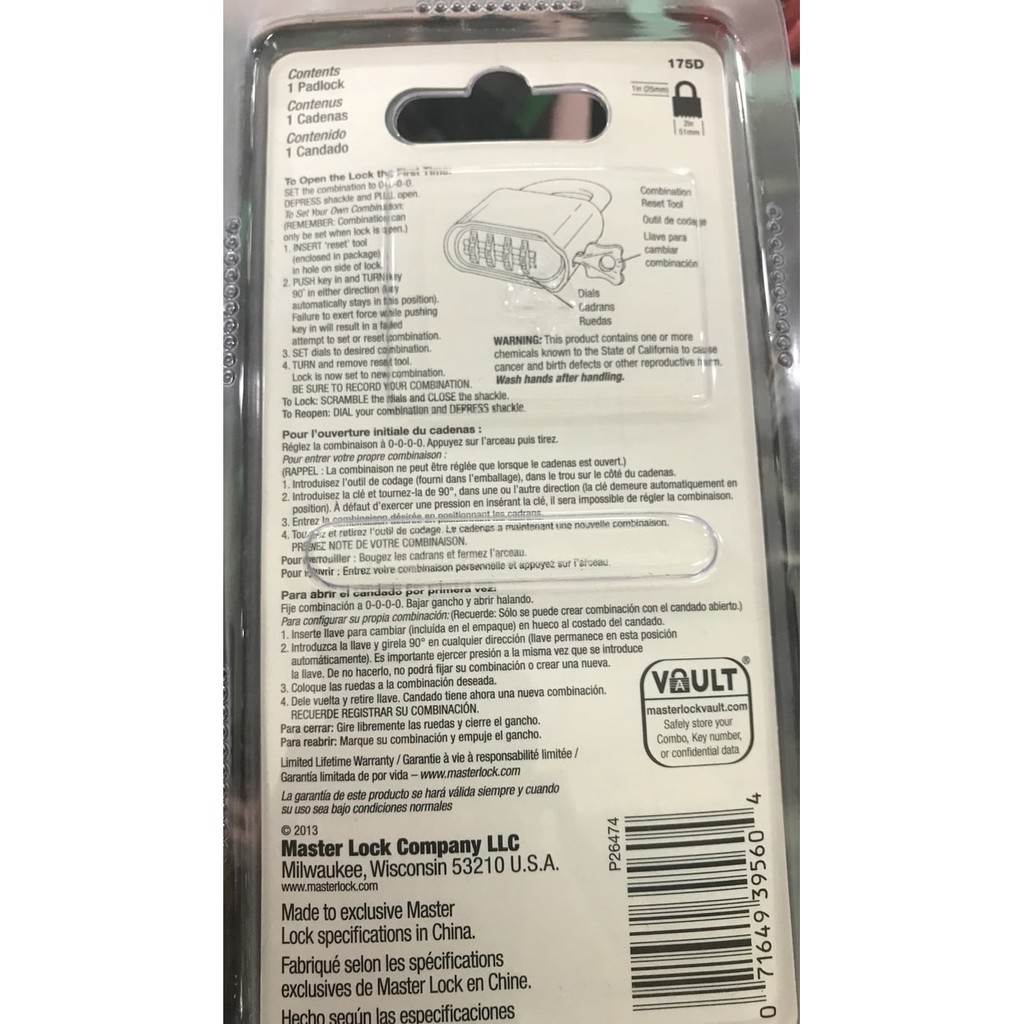 Contents
1 Padlock
Contenus
1 Cadenas
Contenido
1 Candado
175D
1in (25mm)
2in
51mm
To Open the Lock the First Time:
SET the combination to 0-0-0-0.
DEPRESS shackle and PULL open.
To Set Your Own Combination:
(REMEMBER: Combination can
only be set when lock is open.)
1. INSERT 'reset' tool
(enclosed in package)
in hole on side of lock.
2. PUSH key in and TURN key
90° in either direction (key
automatically stays in this position).
Failure to exert force while pushing
key in will result in a failed
attempt to set or reset combination.
3. SET dials to desired combination.
4. TURN and remove reset tool.
Lock is now set to new combination.
BE SURE TO RECORD YOUR COMBINATION.
To Lock: SCRAMBLE the dials and CLOSE the shackle.
To Reopen: DIAL your combination and DEPRESS shackle.
Combination
Reset Tool
Outil de codage
Llave para
cambiar
combinación
Dials
Cadrans
Ruedas
WARNING: This product contains one or more
chemicals known to the State of California to cause
cancer and birth defects or other reproductive harm.
Wash hands after handling.
Pour l'ouverture initiale du cadenas :
Réglez la combinaison à 0-0-0-0. Appuyez sur l'arceau puis tirez.
Pour entrer votre propre combinaison :
(RAPPEL : La combinaison ne peut être réglée que lorsque le cadenas est ouvert.)
1. Introduisez l'outil de codage (fourni dans l'emballage), dans le trou sur le côté du cadenas.
2. Introduisez la clé et tournez-la de 90°, dans une ou l'autre direction (la clé demeure automatiquement en
position). À défaut d'exercer une pression en insérant la clé, il sera impossible de régler la combinaison.
3. Entrez la combinaison désirée en positionnant les cadrans.
4. Tournez et retirez l'outil de codage. Le cadenas a maintenant une nouvelle combinaison.
PRENEZ NOTE DE VOTRE COMBINAISON.
Pour verrouiller : Bougez les cadrans et fermez l'arceau.
Pour rouvrir : Entrez votre combinaison personnelle et appuyez sur l'arceau.
Para abrir el candado por primera vez:
Fije combinación a 0-0-0-0. Bajar gancho y abrir halando.
Para configurar su propia combinación: (Recuerde: Sólo se puede crear combinación con el candado abierto.)
1. Inserte llave para cambiar (incluida en el empaque) en hueco al costado del candado.
2. Introduzca la llave y girela 90° en cualquier dirección (llave permanece en esta posición
automáticamente). Es importante ejercer presión a la misma vez que se introduce
la llave. De no hacerlo, no podrá fijar su combinación o crear una nueva.
3. Coloque las ruedas a la combinación deseada.
4. Dele vuelta y retire llave. Candado tiene ahora una nueva combinación.
RECUERDE REGISTRAR SU COMBINACIÓN.
Para cerrar: Gire libremente las ruedas y cierre el gancho.
Para reabrir: Marque su combinación y empuje el gancho.
VAULT®
masterlockvault.com
Safely store your
Combo, Key number,
or confidential data
Limited Lifetime Warranty / Garantie à vie à responsabilité limitée /
Garantía limitada de por vida – www.masterlock.com
La garantía de este producto se hará válida siempre y cuando
su uso sea bajo condiciones normales
© 2013
Master Lock Company LLC
Milwaukee, Wisconsin 53210 U.S.A.
www.masterlock.com
Made to exclusive Master
Lock specifications in China.
Fabriqué selon les spécifications
exclusives de Master Lock en Chine.
Hecho según las especificaciones
P26474
0 71649 39560 4